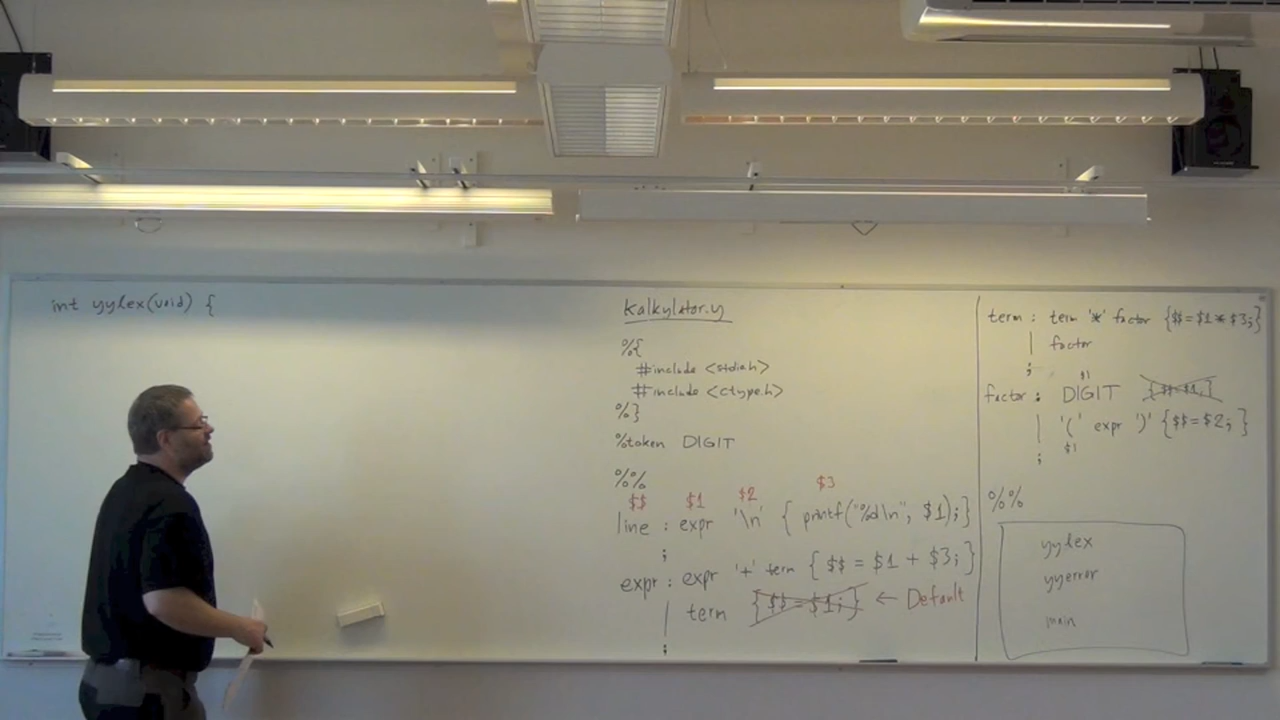 int yylex(void) {
kalkylator.y
%{
#include <stdio.h>
#include <ctype.h>
%}
%token DIGIT
%%
$$ $1 $2 $3
line : expr '\n' { printf("%d\n", $1);}
;
expr : expr '+' term { $$ = $1 + $3;}
| term { $$ = $1; } ← Default
;
term : term '*' factor {$$=$1*$3;}
| factor
;
$1
factor : DIGIT { $$=$1; }
| '(' expr ')' {$$=$2; }
$1
;
%%
yylex
yyerror
main